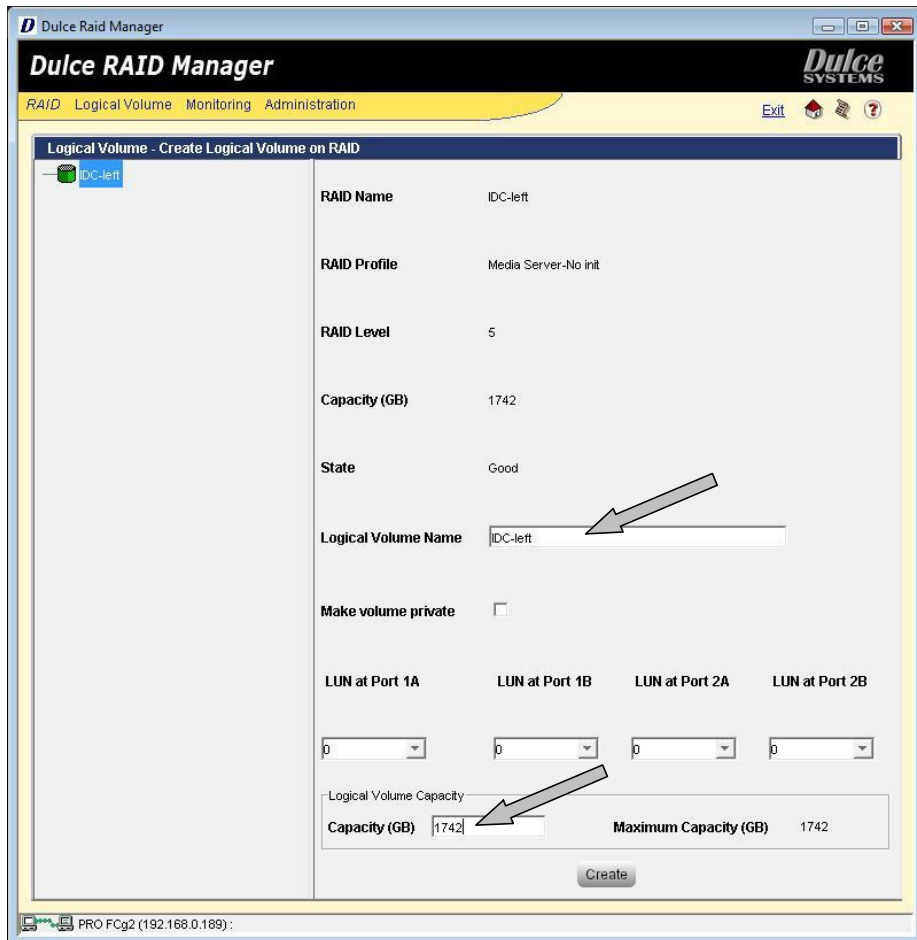 Dulce Raid Manager
Dulce RAID Manager
Dulce SYSTEMS
RAID Logical Volume Monitoring Administration Exit
Logical Volume - Create Logical Volume on RAID
IDC-left
RAID Name IDC-left
RAID Profile Media Server-No init
RAID Level 5
Capacity (GB) 1742
State Good
Logical Volume Name IDC-left
Make volume private
LUN at Port 1A LUN at Port 1B LUN at Port 2A LUN at Port 2B
0 0 0 0
Logical Volume Capacity
Capacity (GB) 1742 Maximum Capacity (GB) 1742
Create
PRO FCg2 (192.168.0.189) :